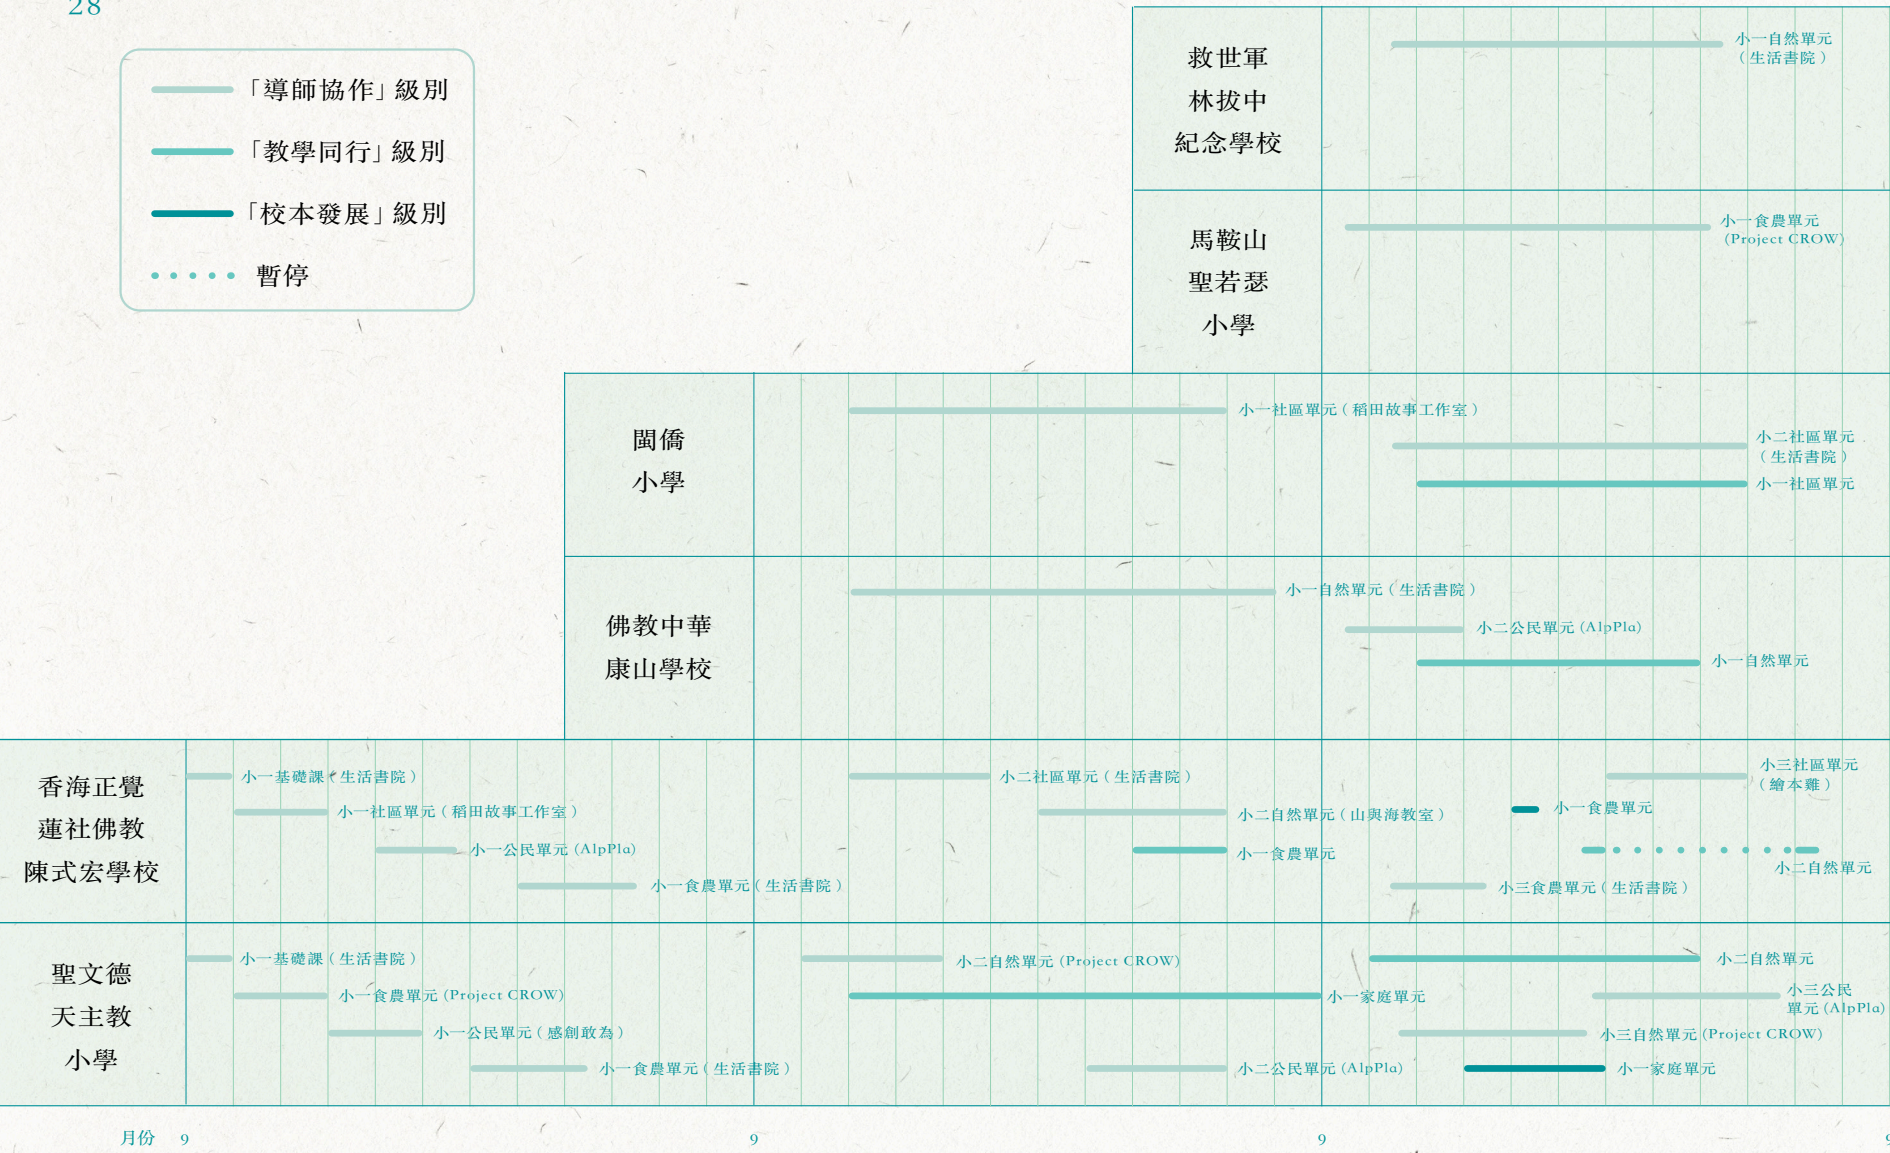 28
「導師協作」級別
「教學同行」級別
「校本發展」級別
暫停
救世軍
林拔中
紀念學校
小一自然單元
（生活書院）
馬鞍山
聖若瑟
小學
小一食農單元
(Project CROW)
閩僑
小學
小一社區單元（稻田故事工作室）
小二社區單元
（生活書院）
小一社區單元
佛教中華
康山學校
小一自然單元（生活書院）
小二公民單元 (AlpPla)
小一自然單元
香海正覺
蓮社佛教
陳式宏學校
小一基礎課（生活書院）
小一社區單元（稻田故事工作室）
小一公民單元 (AlpPla)
小一食農單元（生活書院）
小二社區單元（生活書院）
小二自然單元（山與海教室）
小一食農單元
小三社區單元
（繪本雞）
小一食農單元
小二自然單元
小三食農單元（生活書院）
聖文德
天主教
小學
小一基礎課（生活書院）
小一食農單元 (Project CROW)
小一公民單元（感創敢為）
小一食農單元（生活書院）
小二自然單元 (Project CROW)
小一家庭單元
小二公民單元 (AlpPla)
小二自然單元
小三公民
單元 (AlpPla)
小三自然單元 (Project CROW)
小一家庭單元
月份 9 9 9 9